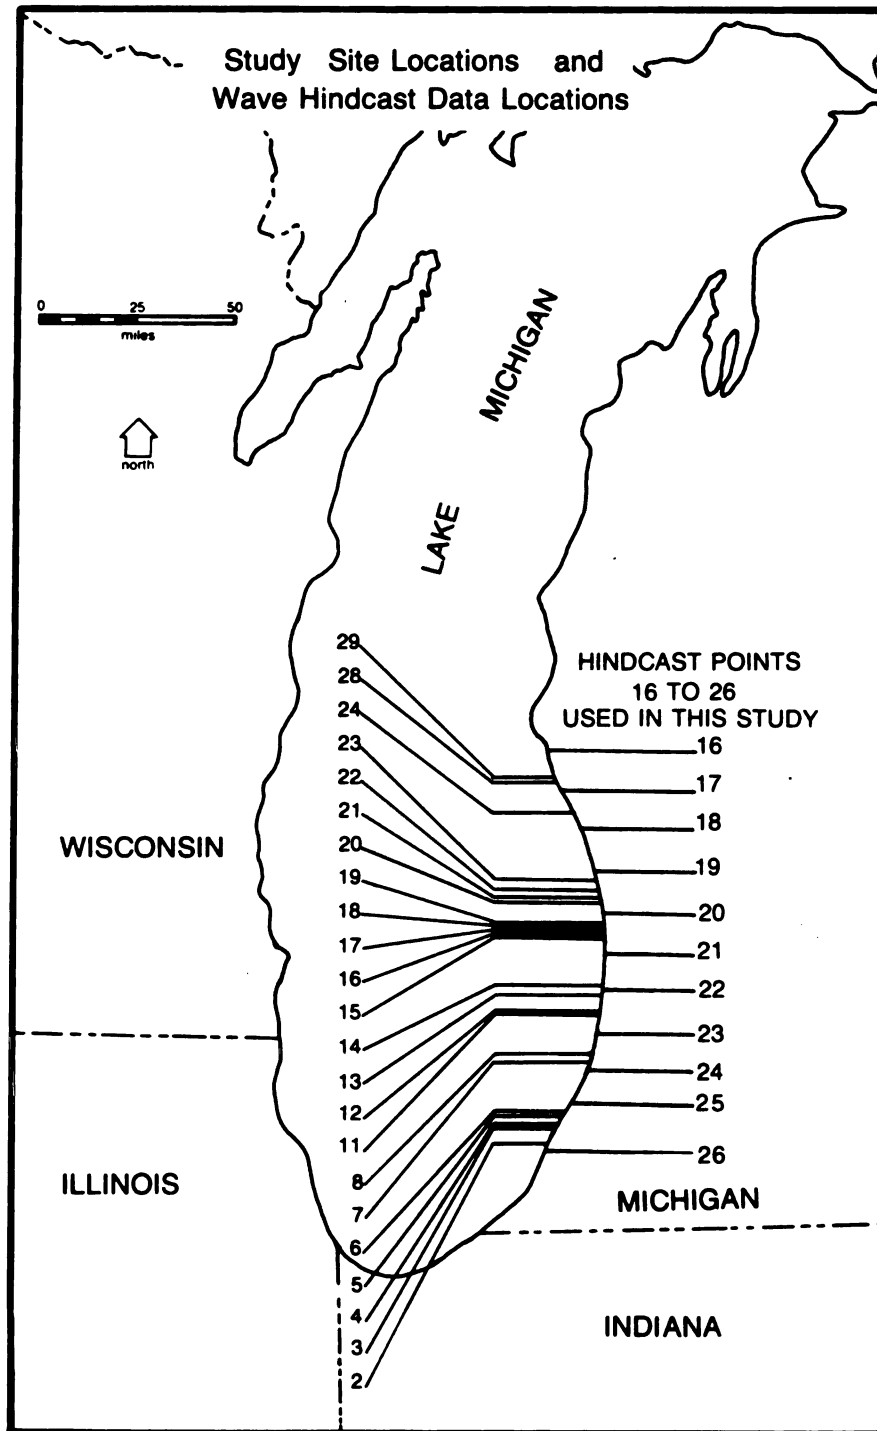 Study Site Locations and
Wave Hindcast Data Locations
0 25 50
miles
north
LAKE MICHIGAN
HINDCAST POINTS
16 TO 26
USED IN THIS STUDY
29
28
24
23
22
21
20
19
18
17
16
15
14
13
12
11
8
7
6
5
4
3
2
16
17
18
19
20
21
22
23
24
25
26
WISCONSIN
ILLINOIS
MICHIGAN
INDIANA